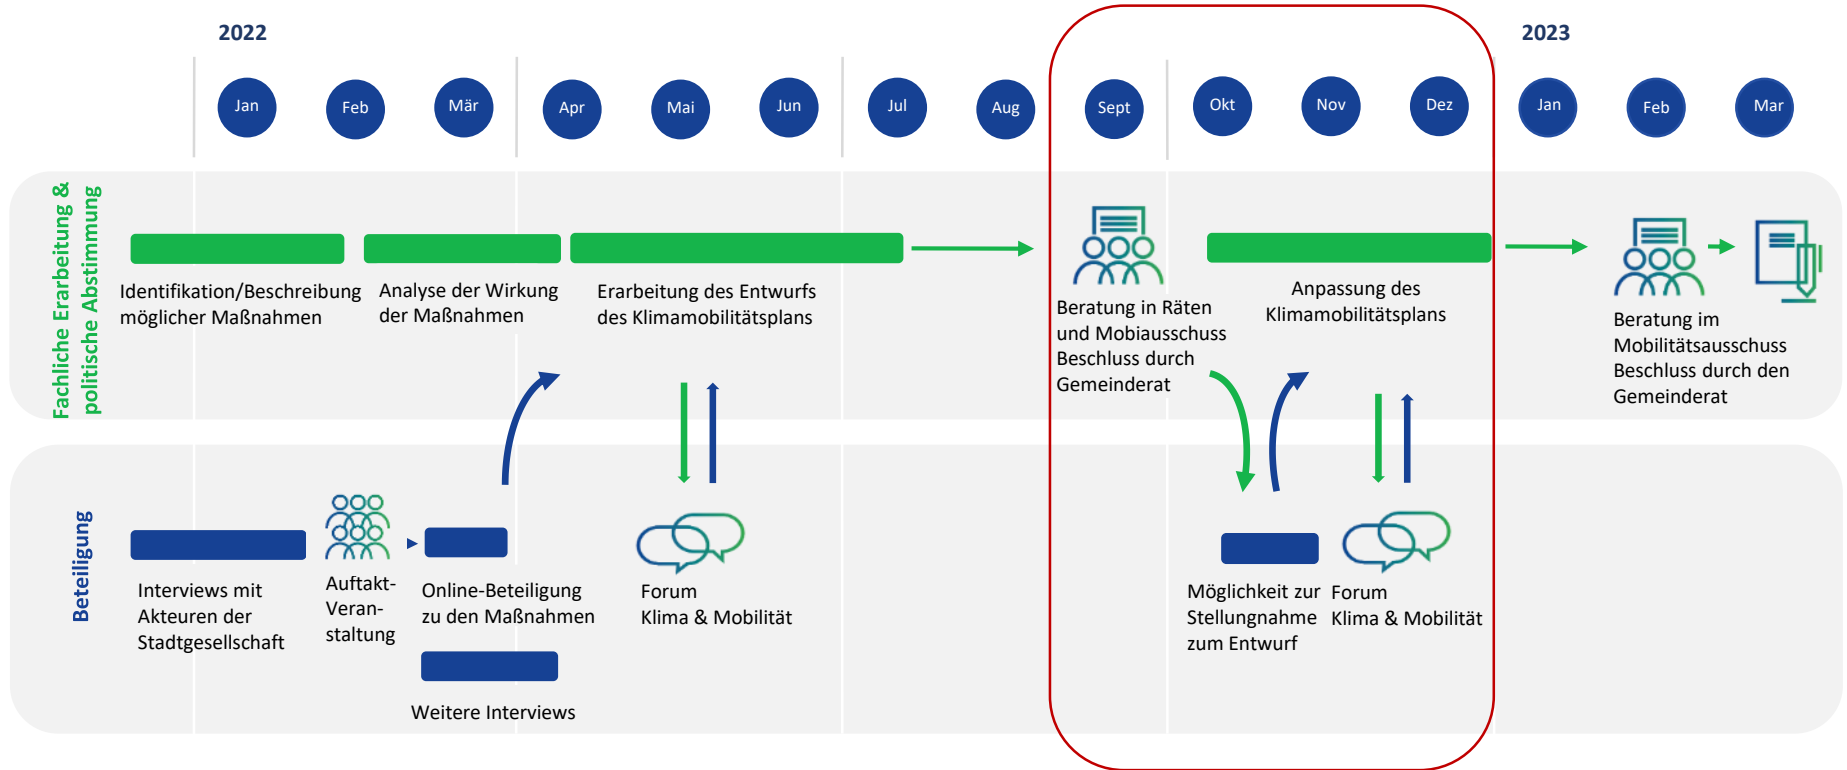 2022
2023
Jan
Feb
Mär
Apr
Mai
Jun
Jul
Aug
Sept
Okt
Nov
Dez
Jan
Feb
Mar
Fachliche Erarbeitung &
politische Abstimmung
Identifikation/Beschreibung
möglicher Maßnahmen
Analyse der Wirkung
der Maßnahmen
Erarbeitung des Entwurfs
des Klimamobilitätsplans
Beratung in Räten
und Mobiausschuss
Beschluss durch
Gemeinderat
Anpassung des
Klimamobilitätsplans
Beratung im
Mobilitätsausschuss
Beschluss durch den
Gemeinderat
Beteiligung
Interviews mit
Akteuren der
Stadtgesellschaft
Auftakt-
Veran-
staltung
Online-Beteiligung
zu den Maßnahmen
Weitere Interviews
Forum
Klima & Mobilität
Möglichkeit zur
Stellungnahme
zum Entwurf
Forum
Klima & Mobilität